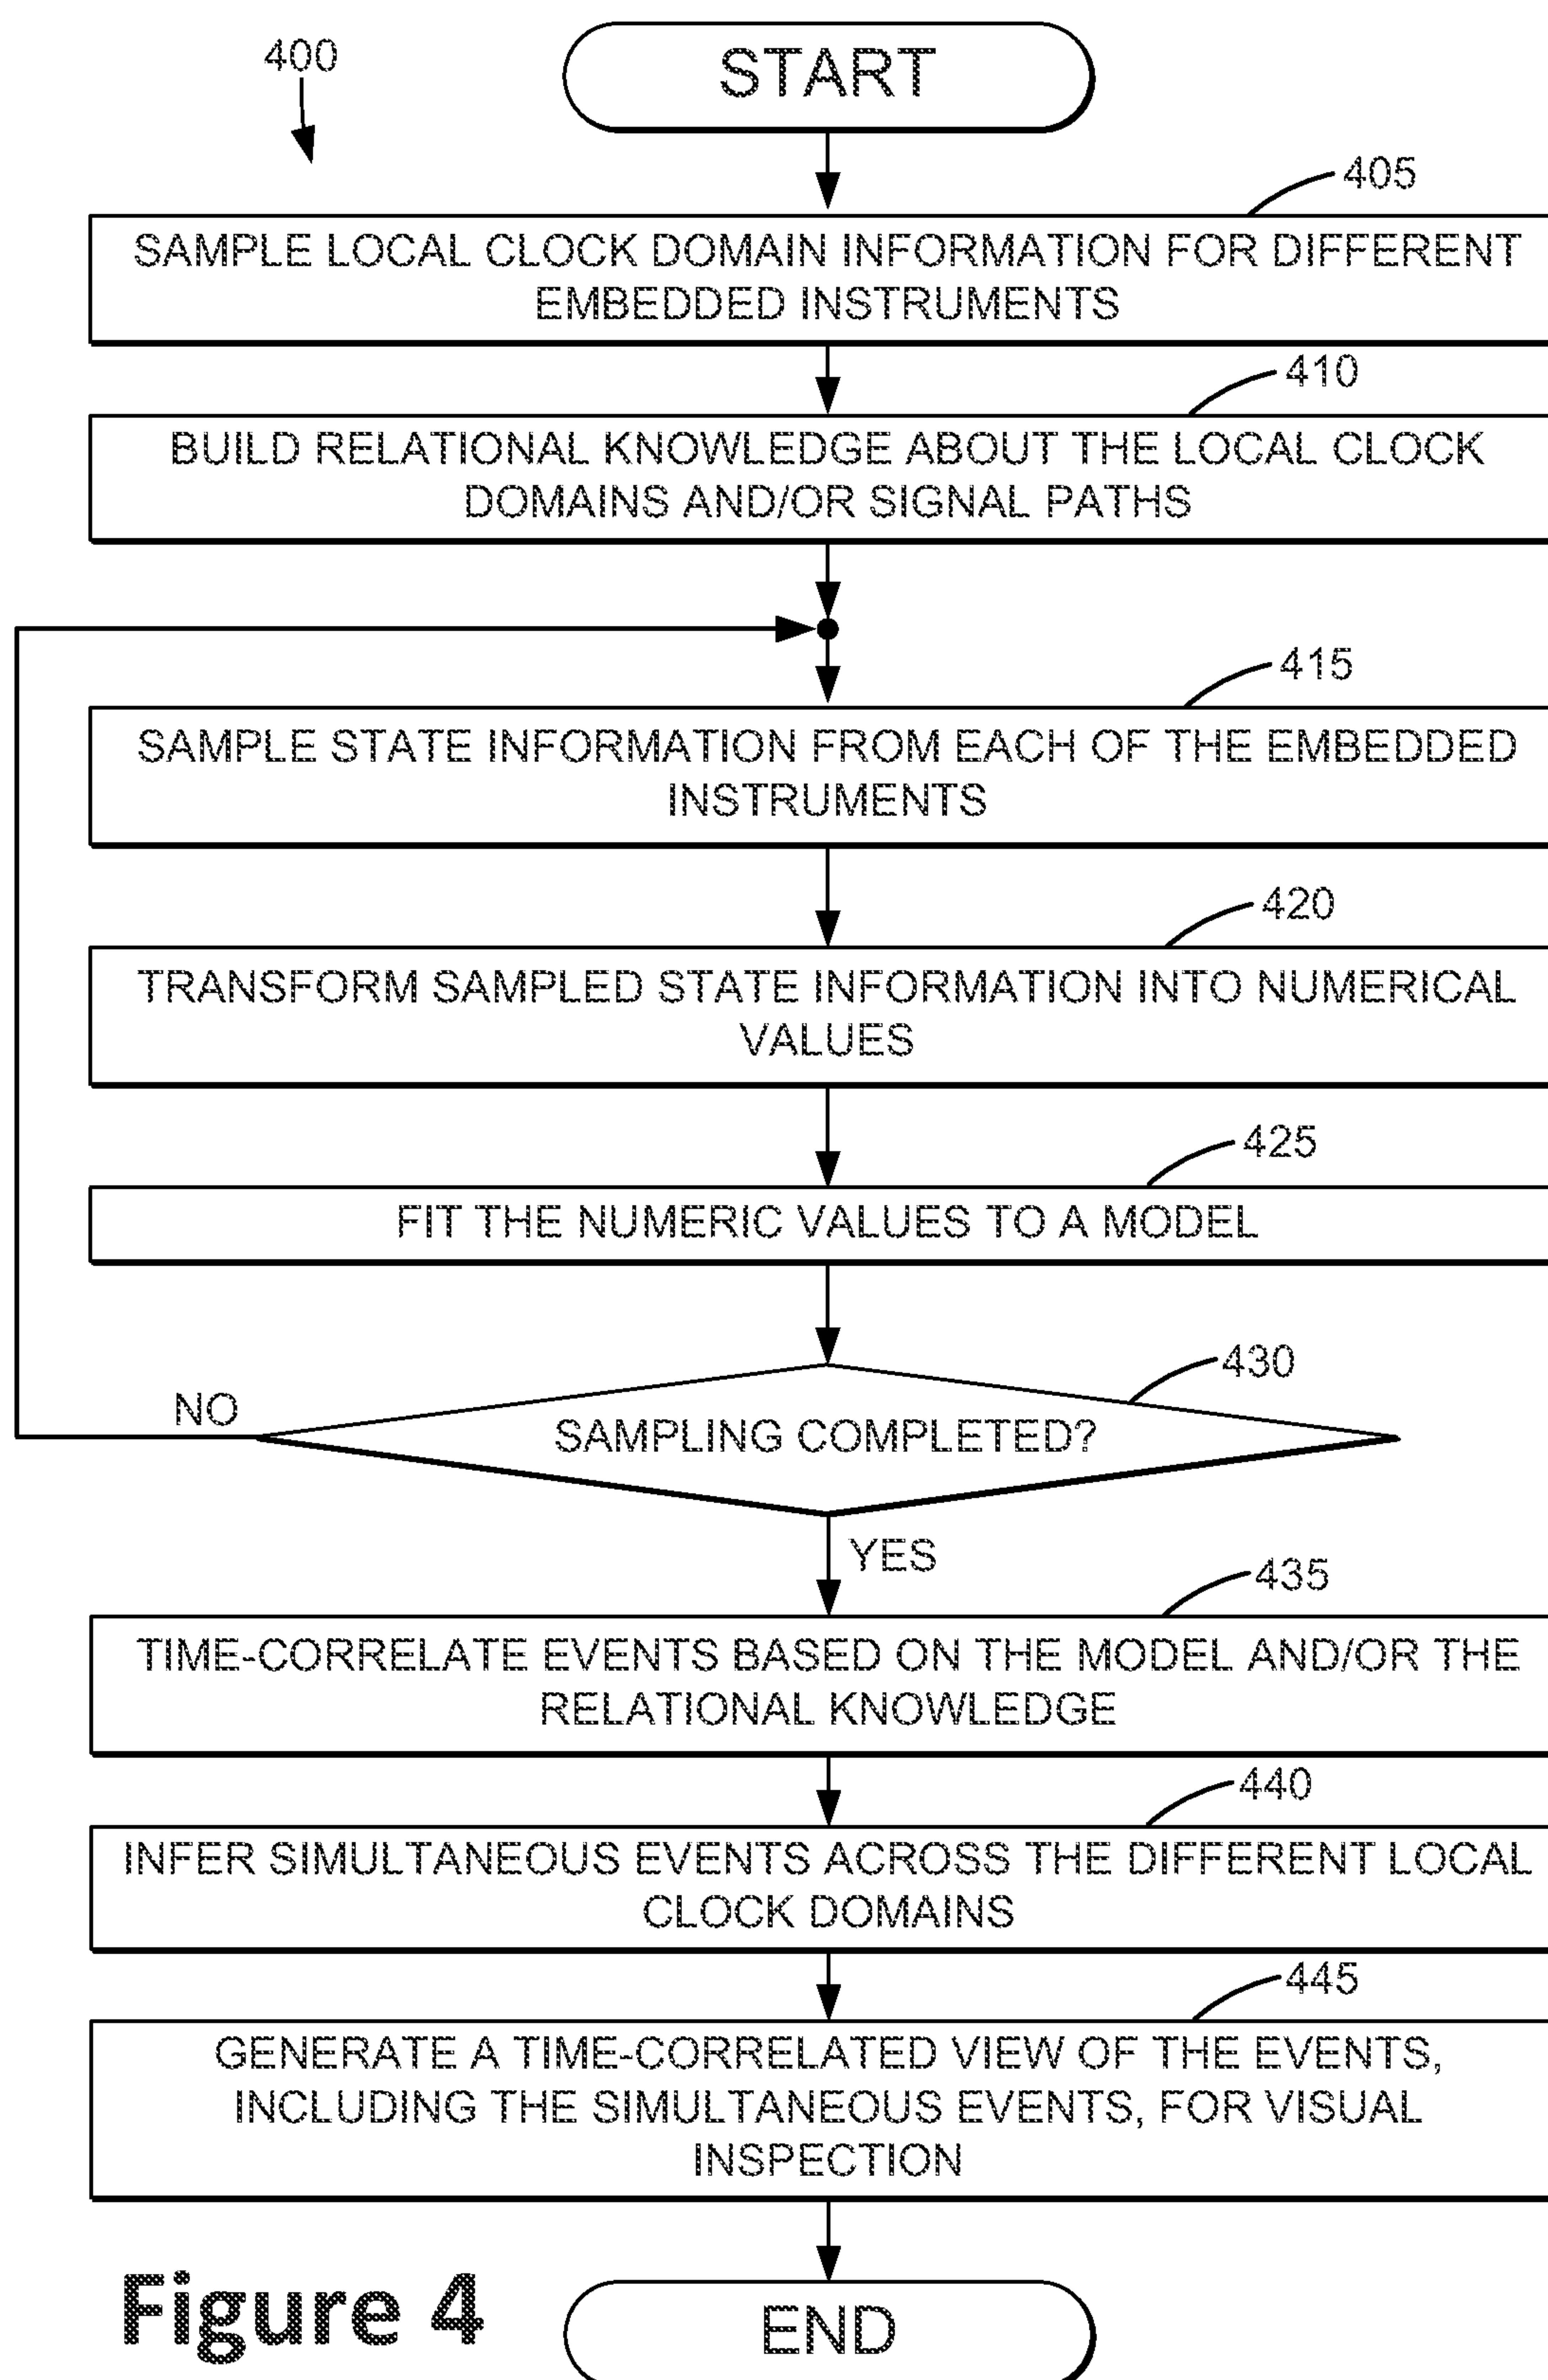 400
START
405
SAMPLE LOCAL CLOCK DOMAIN INFORMATION FOR DIFFERENT
EMBEDDED INSTRUMENTS
410
BUILD RELATIONAL KNOWLEDGE ABOUT THE LOCAL CLOCK
DOMAINS AND/OR SIGNAL PATHS
415
SAMPLE STATE INFORMATION FROM EACH OF THE EMBEDDED
INSTRUMENTS
420
TRANSFORM SAMPLED STATE INFORMATION INTO NUMERICAL
VALUES
425
FIT THE NUMERIC VALUES TO A MODEL
430
NO
SAMPLING COMPLETED?
YES
435
TIME-CORRELATE EVENTS BASED ON THE MODEL AND/OR THE
RELATIONAL KNOWLEDGE
440
INFER SIMULTANEOUS EVENTS ACROSS THE DIFFERENT LOCAL
CLOCK DOMAINS
445
GENERATE A TIME-CORRELATED VIEW OF THE EVENTS,
INCLUDING THE SIMULTANEOUS EVENTS, FOR VISUAL
INSPECTION
Figure 4
END